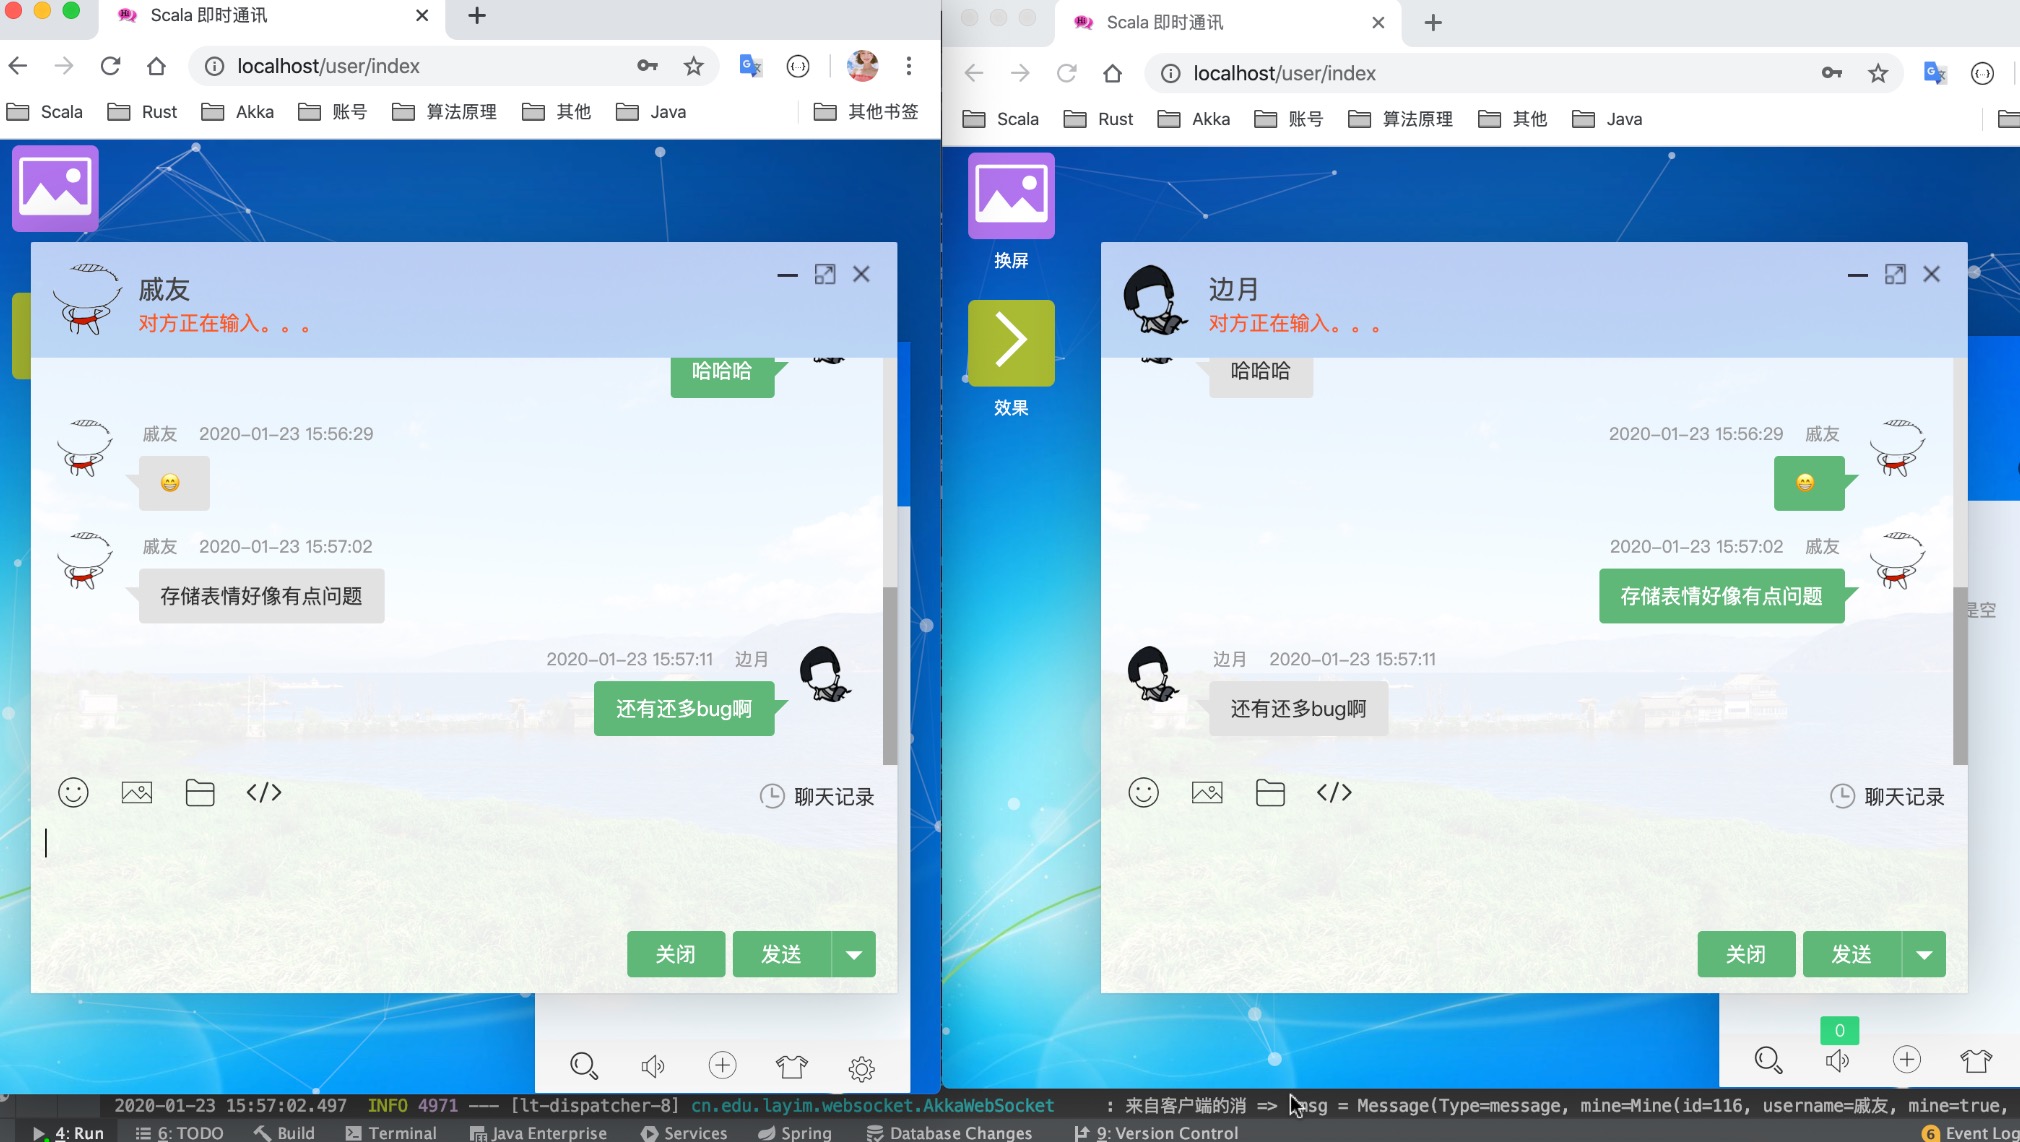 Scala 即时通讯
localhost/user/index
Scala Rust Akka 账号 算法原理 其他 Java 其他书签
戚友
对方正在输入。。。
哈哈哈
戚友 2020-01-23 15:56:29
😁
戚友 2020-01-23 15:57:02
存储表情好像有点问题
2020-01-23 15:57:11 边月
还有还多bug啊
聊天记录
关闭 发送
Scala 即时通讯
localhost/user/index
Scala Rust Akka 账号 算法原理 其他 Java
换屏
效果
边月
对方正在输入。。。
哈哈哈
2020-01-23 15:56:29 戚友
😁
2020-01-23 15:57:02 戚友
存储表情好像有点问题
是空
边月 2020-01-23 15:57:11
还有还多bug啊
聊天记录
关闭 发送
0
2020-01-23 15:57:02.497 INFO 4971 --- [lt-dispatcher-8] cn.edu.layim.websocket.AkkaWebSocket : 来自客户端的消 => msg = Message(Type=message, mine=Mine(id=116, username=戚友, mine=true,
4: Run 6: TODO Build Terminal Java Enterprise Services Spring Database Changes 9: Version Control 6 Event Log